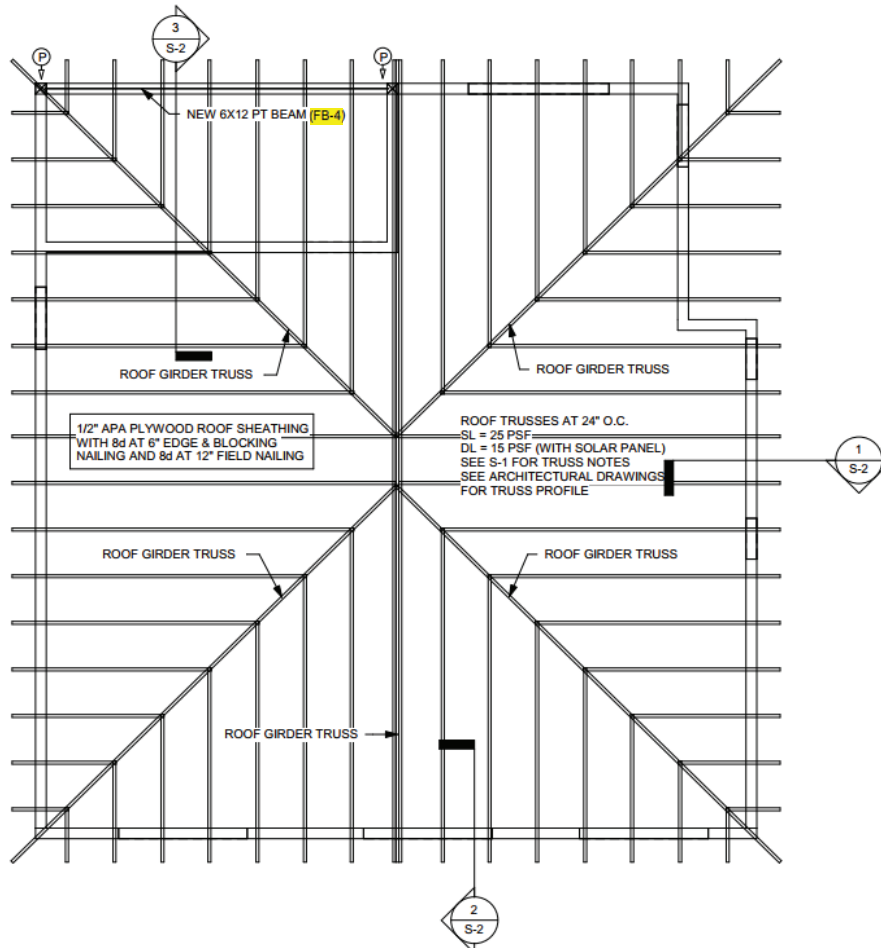 3
S-2
P
P
NEW 6X12 PT BEAM (FB-4)
ROOF GIRDER TRUSS
ROOF GIRDER TRUSS
1/2" APA PLYWOOD ROOF SHEATHING
WITH 8d AT 6" EDGE & BLOCKING
NAILING AND 8d AT 12" FIELD NAILING
ROOF TRUSSES AT 24" O.C.
SL = 25 PSF
DL = 15 PSF (WITH SOLAR PANEL)
SEE S-1 FOR TRUSS NOTES
SEE ARCHITECTURAL DRAWINGS
FOR TRUSS PROFILE
1
S-2
ROOF GIRDER TRUSS
ROOF GIRDER TRUSS
ROOF GIRDER TRUSS
2
S-2